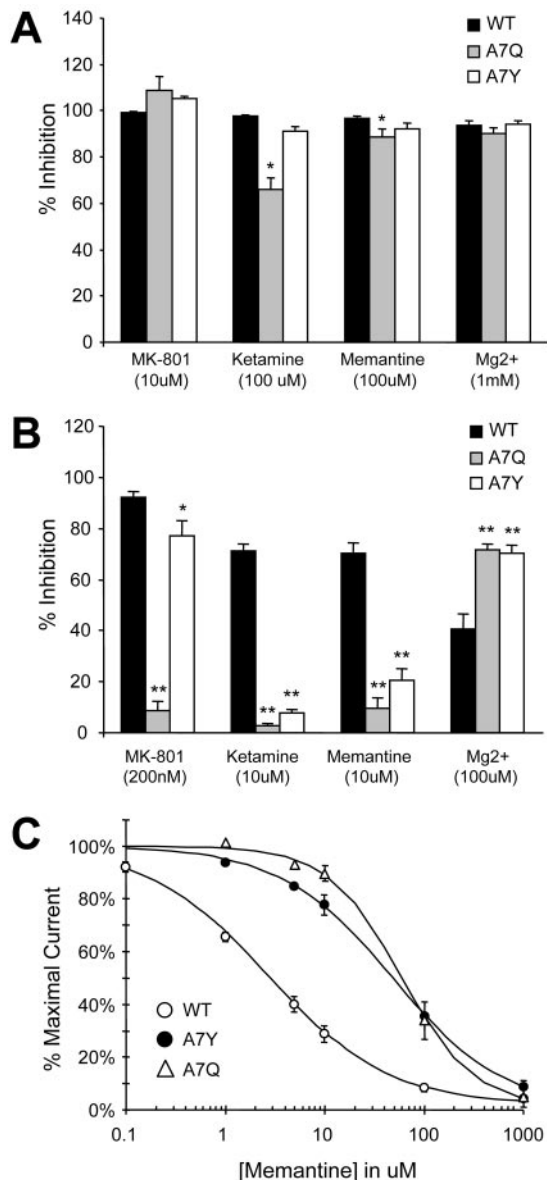 A
140
120
100
80
60
40
20
0
% Inhibition
WT
A7Q
A7Y
*
*
MK-801 Ketamine Memantine Mg2+
(10uM) (100 uM) (100uM) (1mM)
B
120
100
80
60
40
20
0
% Inhibition
WT
A7Q
A7Y
** * ** ** ** ** ** **
MK-801 Ketamine Memantine Mg2+
(200nM) (10uM) (10uM) (100uM)
C
100%
80%
60%
40%
20%
0%
% Maximal Current
WT
A7Y
A7Q
0.1 1 10 100 1000
[Memantine] in uM